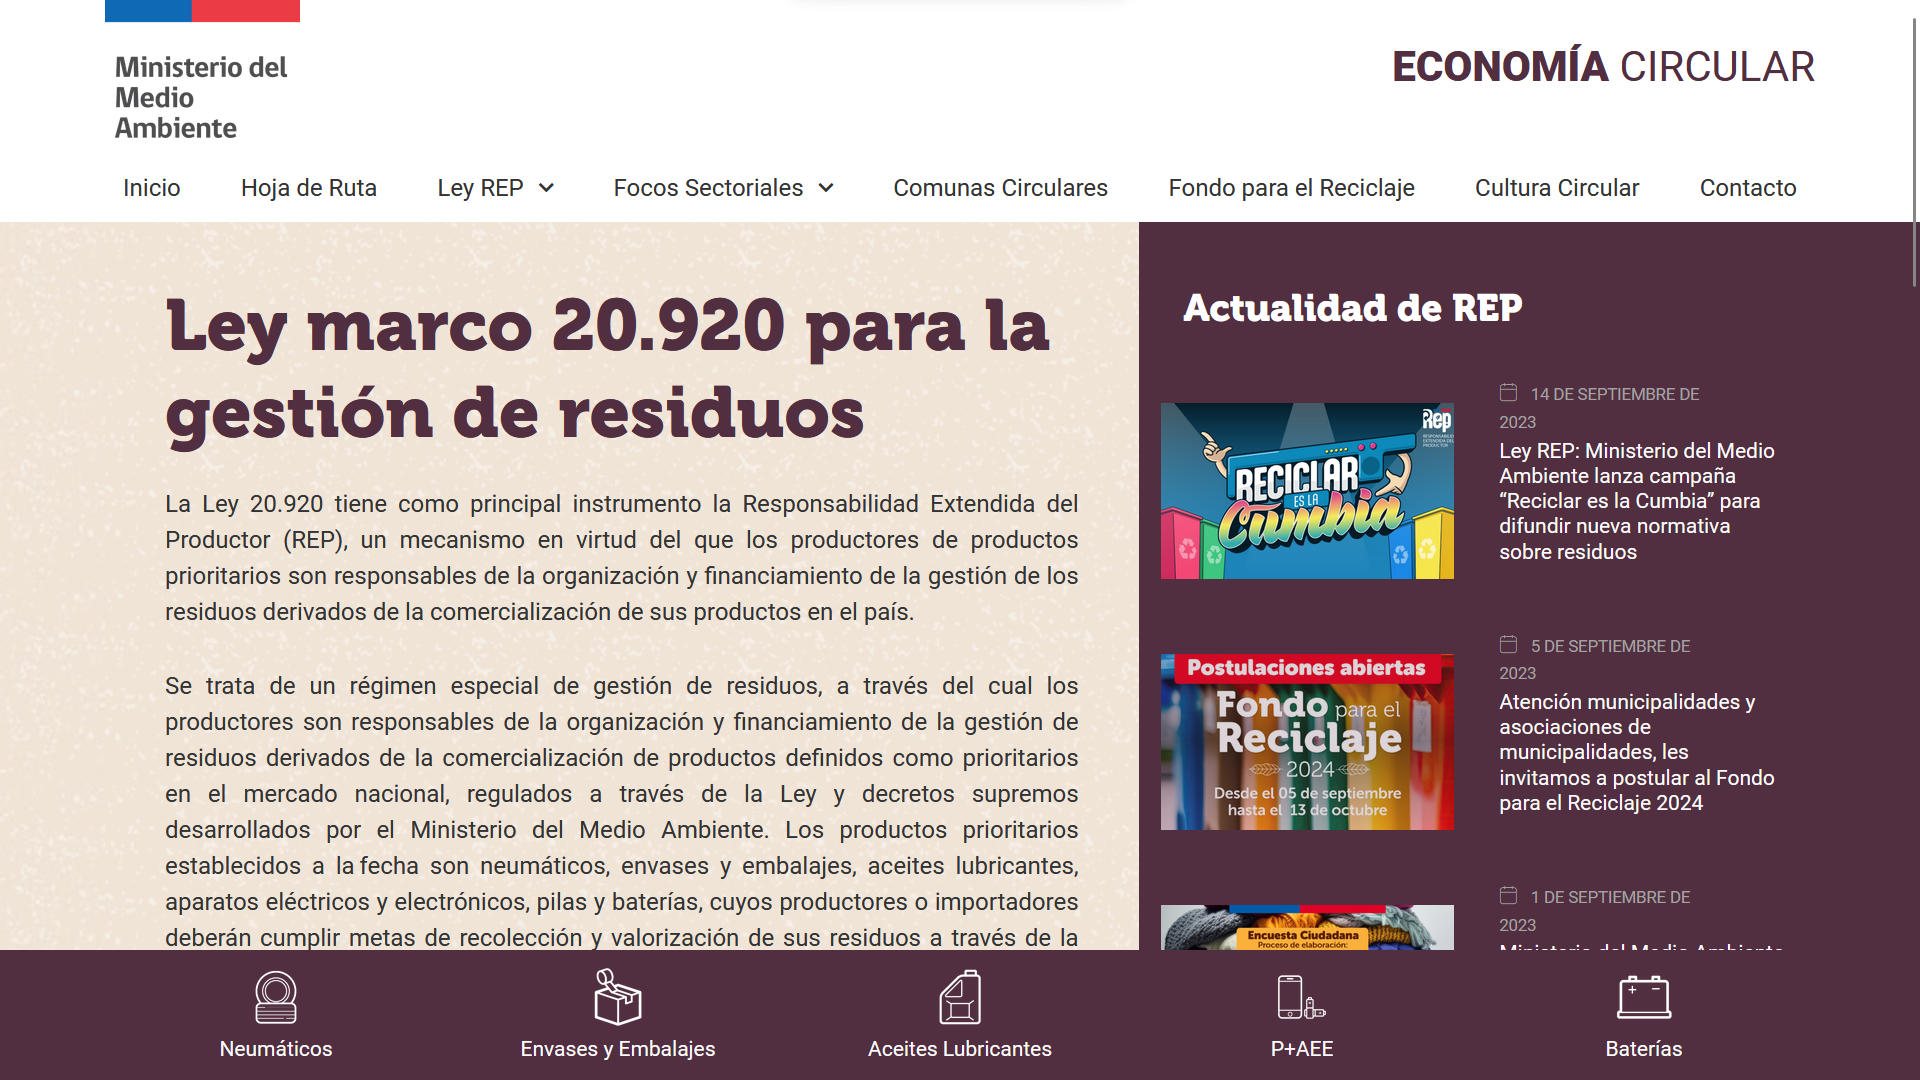 Ministerio del
Medio
Ambiente
ECONOMÍA CIRCULAR
Inicio
Hoja de Ruta
Ley REP
Focos Sectoriales
Comunas Circulares
Fondo para el Reciclaje
Cultura Circular
Contacto
Ley marco 20.920 para la
gestión de residuos
La Ley 20.920 tiene como principal instrumento la Responsabilidad Extendida del
Productor (REP), un mecanismo en virtud del que los productores de productos
prioritarios son responsables de la organización y financiamiento de la gestión de los
residuos derivados de la comercialización de sus productos en el país.
Se trata de un régimen especial de gestión de residuos, a través del cual los
productores son responsables de la organización y financiamiento de la gestión de
residuos derivados de la comercialización de productos definidos como prioritarios
en el mercado nacional, regulados a través de la Ley y decretos supremos
desarrollados por el Ministerio del Medio Ambiente. Los productos prioritarios
establecidos a la fecha son neumáticos, envases y embalajes, aceites lubricantes,
aparatos eléctricos y electrónicos, pilas y baterías, cuyos productores o importadores
deberán cumplir metas de recolección y valorización de sus residuos a través de la
Actualidad de REP
Rep
RECICLAR
ES LA
Cumbia
14 DE SEPTIEMBRE DE
2023
Ley REP: Ministerio del Medio
Ambiente lanza campaña
“Reciclar es la Cumbia” para
difundir nueva normativa
sobre residuos
Postulaciones abiertas
Fondo para el
Reciclaje
2024
Desde el 05 de septiembre
hasta el 13 de octubre
5 DE SEPTIEMBRE DE
2023
Atención municipalidades y
asociaciones de
municipalidades, les
invitamos a postular al Fondo
para el Reciclaje 2024
Encuesta Ciudadana
Proceso de elaboración:
1 DE SEPTIEMBRE DE
2023
Ministerio del Medio Ambiente
Neumáticos
Envases y Embalajes
Aceites Lubricantes
P+AEE
Baterías